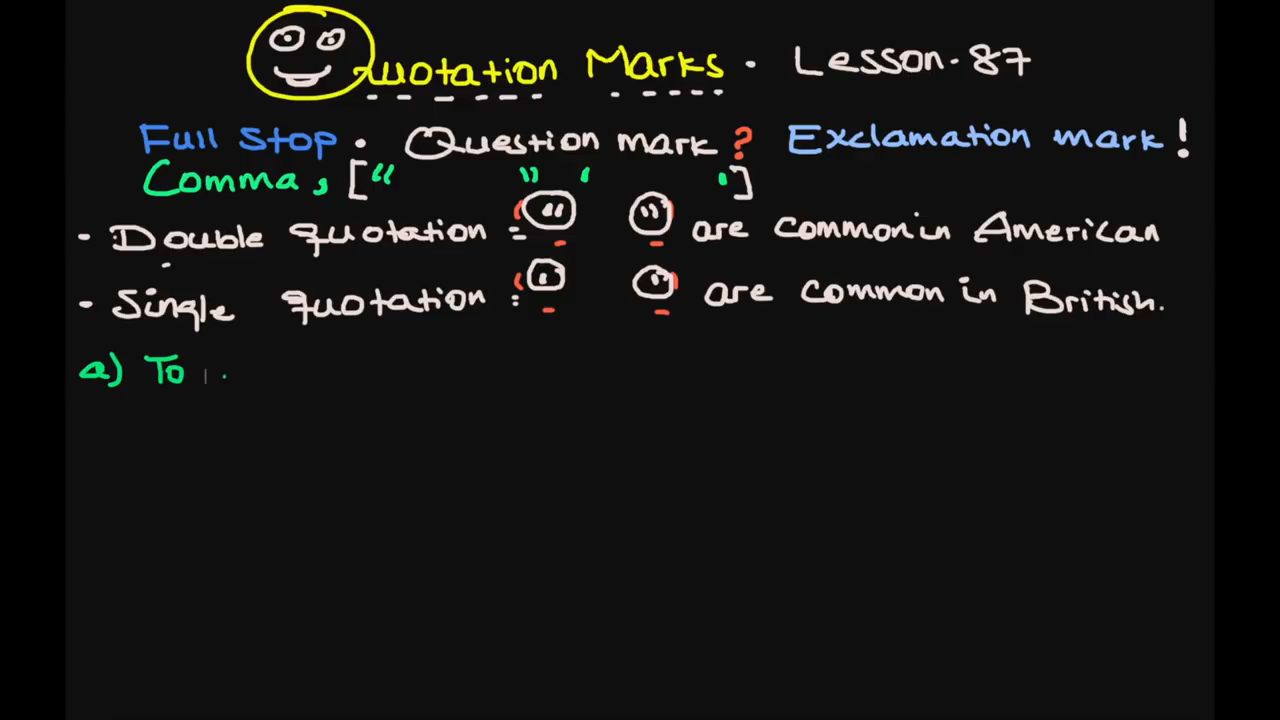 Quotation Marks. Lesson-87
Full Stop. Question mark ? Exclamation mark !
Comma, [“ ” ‘ ’]
- Double quotation := “ ” are common in American
- Single quotation : ‘ ’ are common in British.
a) To